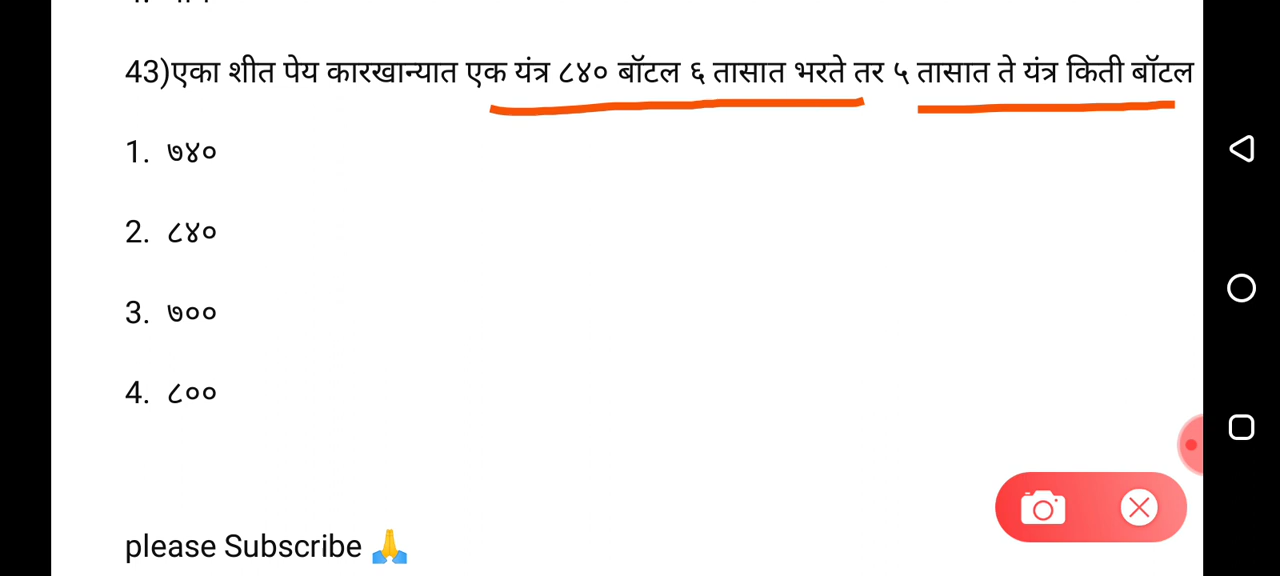 43)एका शीत पेय कारखान्यात एक यंत्र ८४० बॉटल ६ तासात भरते तर ५ तासात ते यंत्र किती बॉटल
1. ७४०
2. ८४०
3. ७००
4. ८००
please Subscribe 🙏